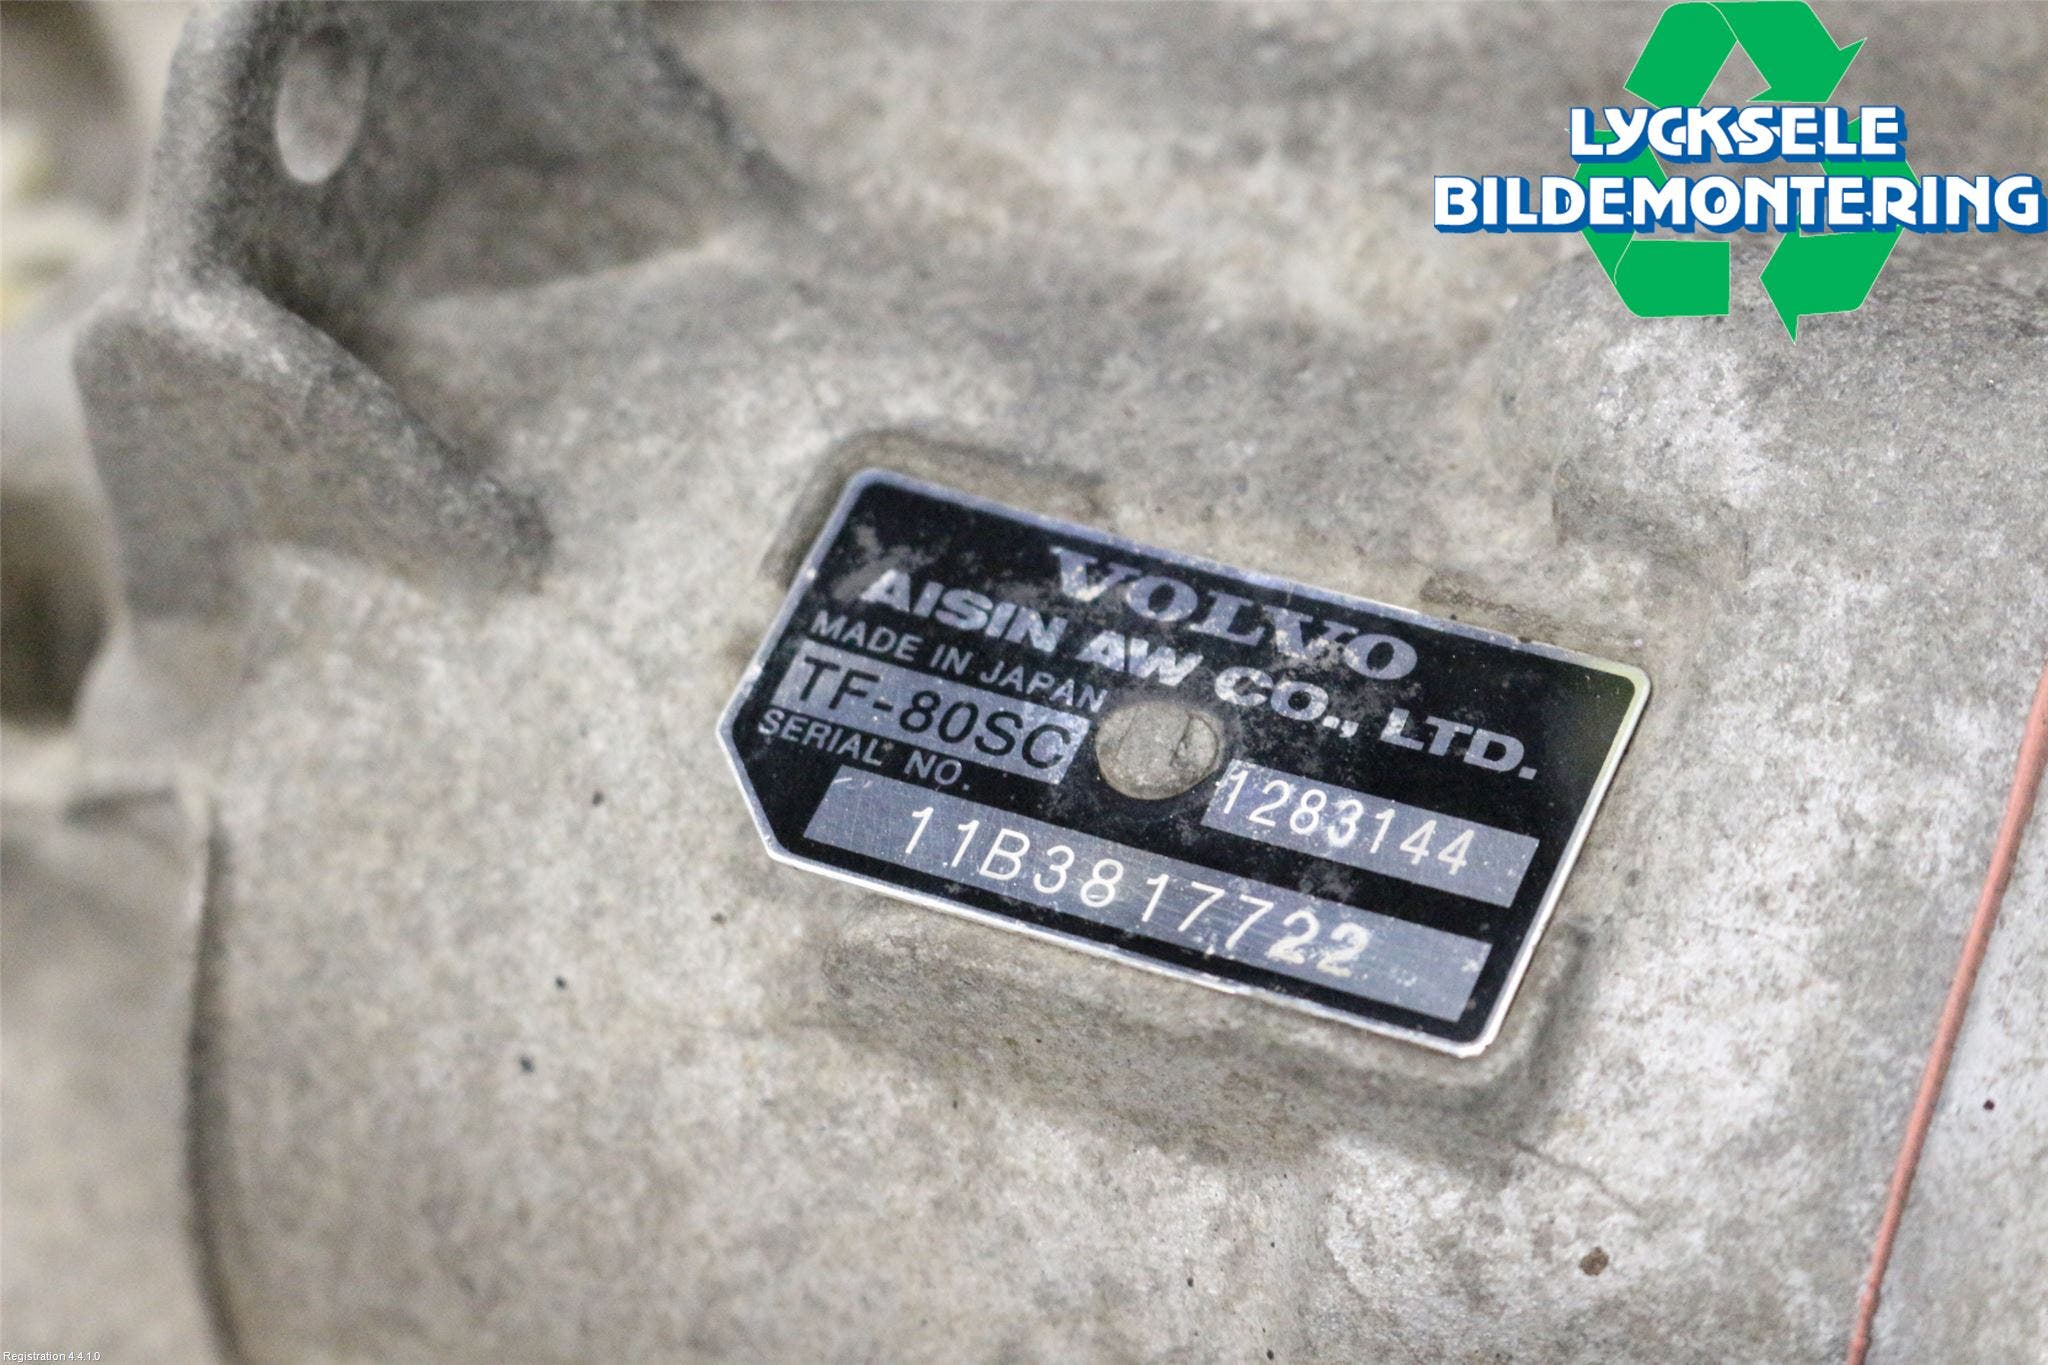 LYCKSELE
BILDEMONTERING
VOLVO
AISIN AW CO., LTD.
MADE IN JAPAN
TF-80SC
1283144
SERIAL NO.
11B3817722
Registration 4.4.1.0